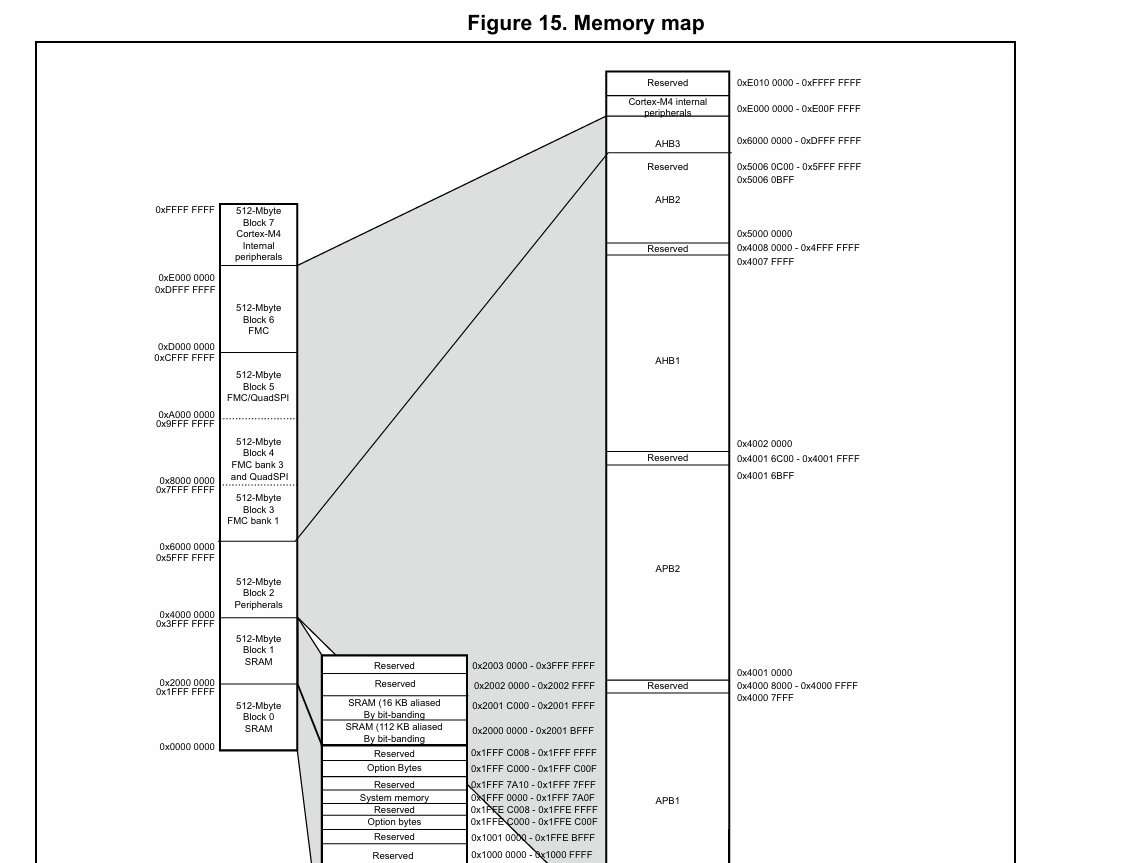 Figure 15. Memory map
0xFFFF FFFF
512-Mbyte
Block 7
Cortex-M4
Internal
peripherals
0xE000 0000
0xDFFF FFFF
512-Mbyte
Block 6
FMC
0xD000 0000
0xCFFF FFFF
512-Mbyte
Block 5
FMC/QuadSPI
0xA000 0000
0x9FFF FFFF
512-Mbyte
Block 4
FMC bank 3
and QuadSPI
0x8000 0000
0x7FFF FFFF
512-Mbyte
Block 3
FMC bank 1
0x6000 0000
0x5FFF FFFF
512-Mbyte
Block 2
Peripherals
0x4000 0000
0x3FFF FFFF
512-Mbyte
Block 1
SRAM
0x2000 0000
0x1FFF FFFF
512-Mbyte
Block 0
SRAM
0x0000 0000
Reserved 0x2003 0000 - 0x3FFF FFFF
Reserved 0x2002 0000 - 0x2002 FFFF
SRAM (16 KB aliased
By bit-banding
0x2001 C000 - 0x2001 FFFF
SRAM (112 KB aliased
By bit-banding
0x2000 0000 - 0x2001 BFFF
Reserved 0x1FFF C008 - 0x1FFF FFFF
Option Bytes 0x1FFF C000 - 0x1FFF C00F
Reserved 0x1FFF 7A10 - 0x1FFF 7FFF
System memory 0x1FFF 0000 - 0x1FFF 7A0F
Reserved 0x1FFE C008 - 0x1FFE FFFF
Option bytes 0x1FFE C000 - 0x1FFE C00F
Reserved 0x1001 0000 - 0x1FFE BFFF
Reserved 0x1000 0000 - 0x1000 FFFF
Reserved 0xE010 0000 - 0xFFFF FFFF
Cortex-M4 internal
peripherals
0xE000 0000 - 0xE00F FFFF
AHB3 0x6000 0000 - 0xDFFF FFFF
Reserved 0x5006 0C00 - 0x5FFF FFFF
0x5006 0BFF
AHB2
0x5000 0000
Reserved 0x4008 0000 - 0x4FFF FFFF
0x4007 FFFF
AHB1
0x4002 0000
Reserved 0x4001 6C00 - 0x4001 FFFF
0x4001 6BFF
APB2
0x4001 0000
Reserved 0x4000 8000 - 0x4000 FFFF
0x4000 7FFF
APB1